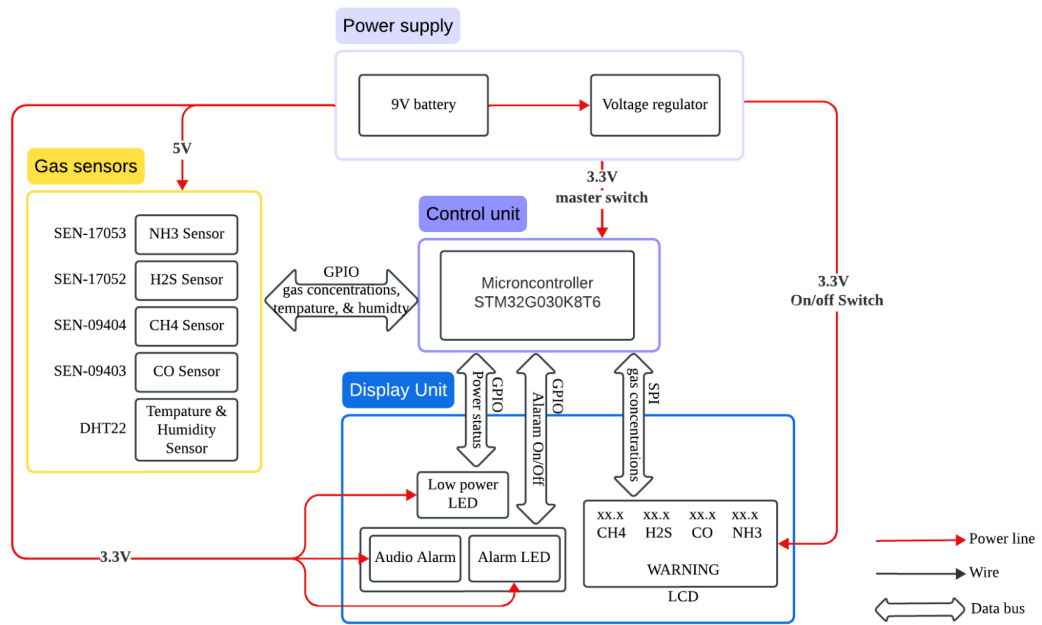 Power supply
9V battery
Voltage regulator
5V
Gas sensors
3.3V
master switch
Control unit
SEN-17053
NH3 Sensor
SEN-17052
H2S Sensor
SEN-09404
CH4 Sensor
SEN-09403
CO Sensor
DHT22
Tempature &
Humidity
Sensor
GPIO
gas concentrations,
tempature, & humidty
Microncontroller
STM32G030K8T6
3.3V
On/off Switch
Display Unit
GPIO
Power status
GPIO
Alaram On/Off
SPI
gas concentrations
Low power
LED
Audio Alarm
Alarm LED
3.3V
xx.x xx.x xx.x xx.x
CH4 H2S CO NH3
WARNING
LCD
Power line
Wire
Data bus